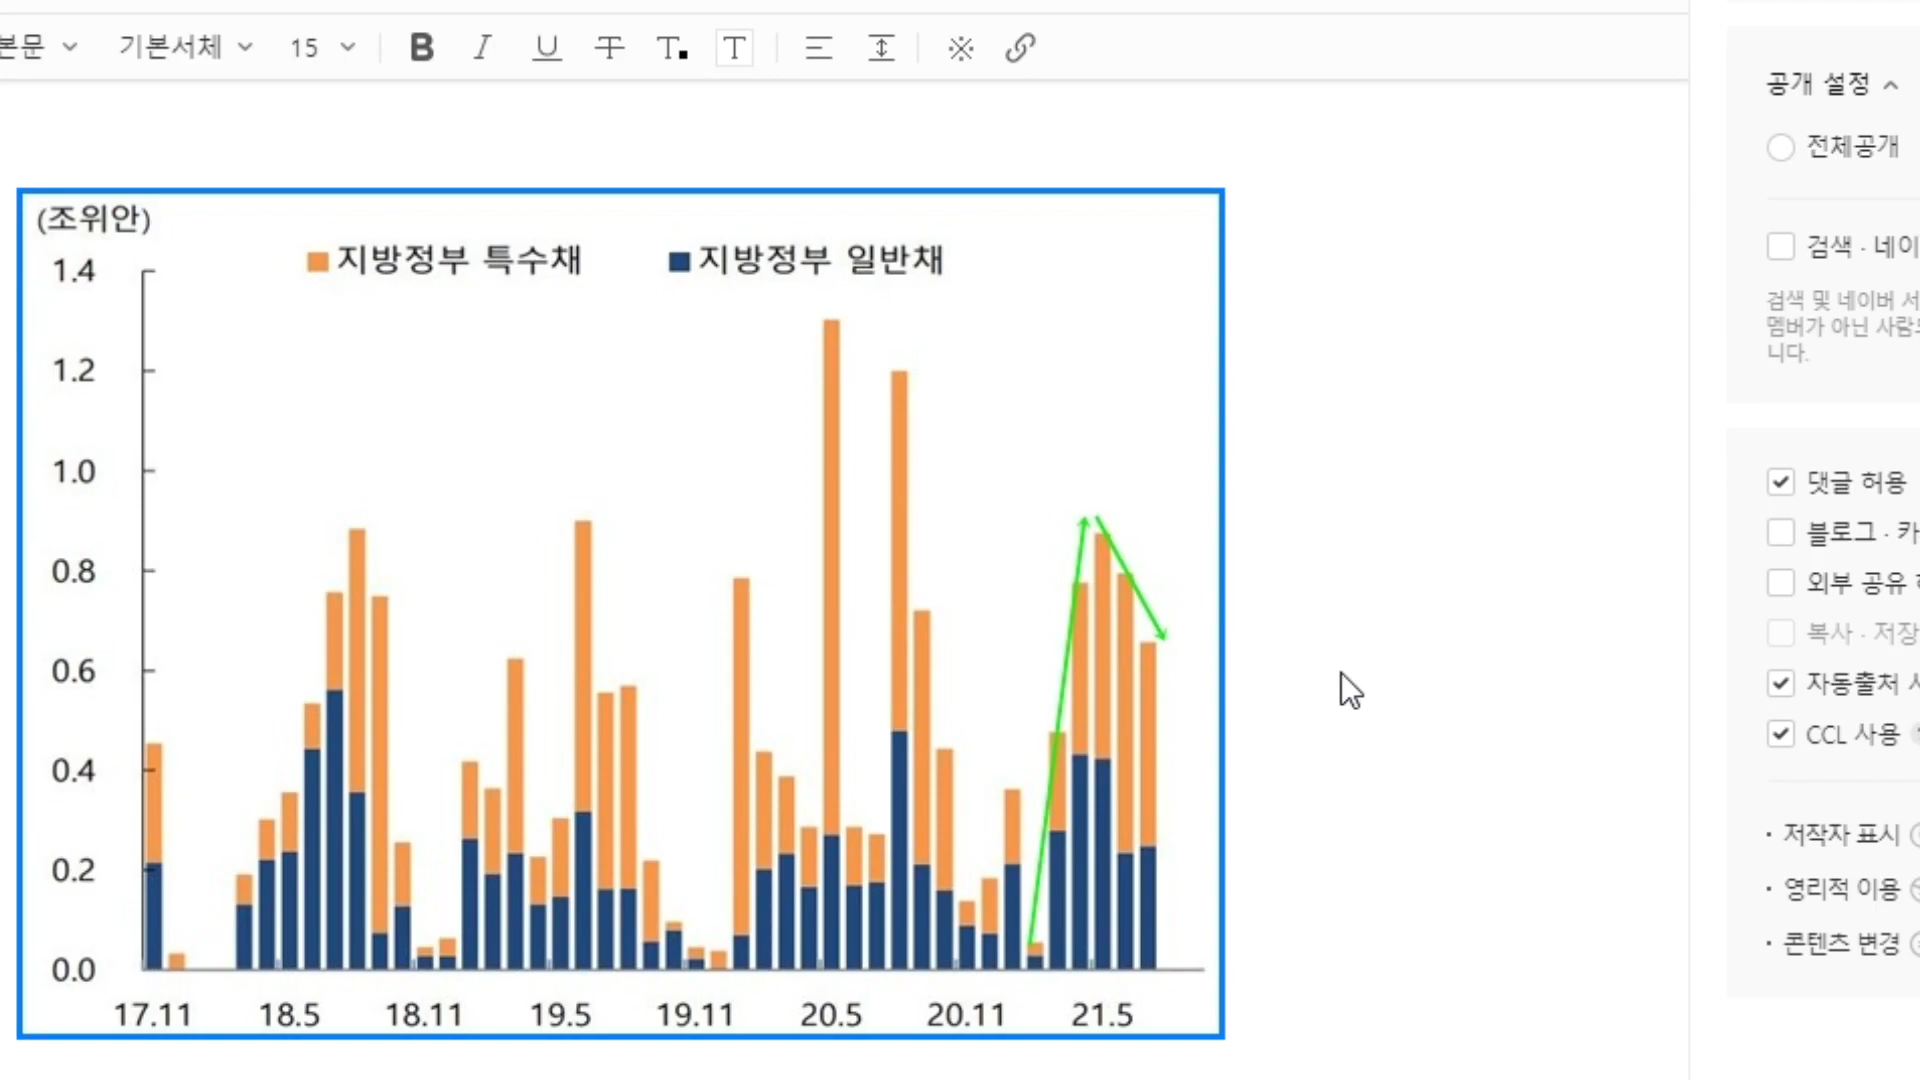 본문 기본서체 15 B I U T T. T
(조위안)
지방정부 특수채 지방정부 일반채
1.4
1.2
1.0
0.8
0.6
0.4
0.2
0.0
17.11 18.5 18.11 19.5 19.11 20.5 20.11 21.5
공개 설정
전체공개
검색 · 네이
검색 및 네이버 서
멤버가 아닌 사람도
니다.
댓글 허용
블로그 · 카
외부 공유
복사 · 저장
자동출처
CCL 사용
· 저작자 표시
· 영리적 이용
· 콘텐츠 변경